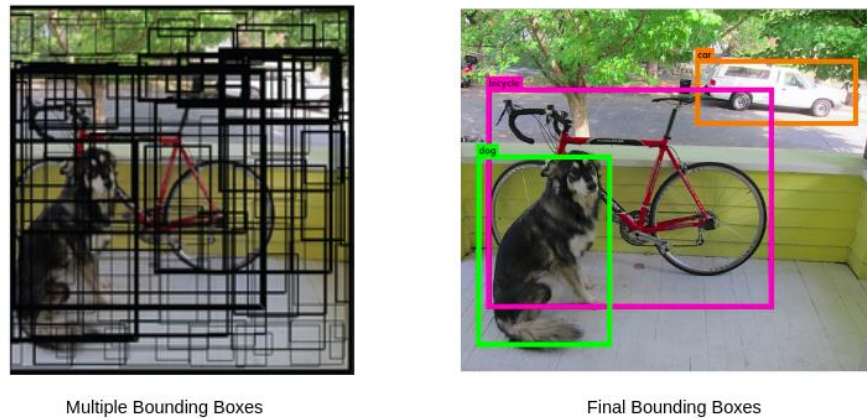 car
bicycle
dog
Multiple Bounding Boxes
Final Bounding Boxes